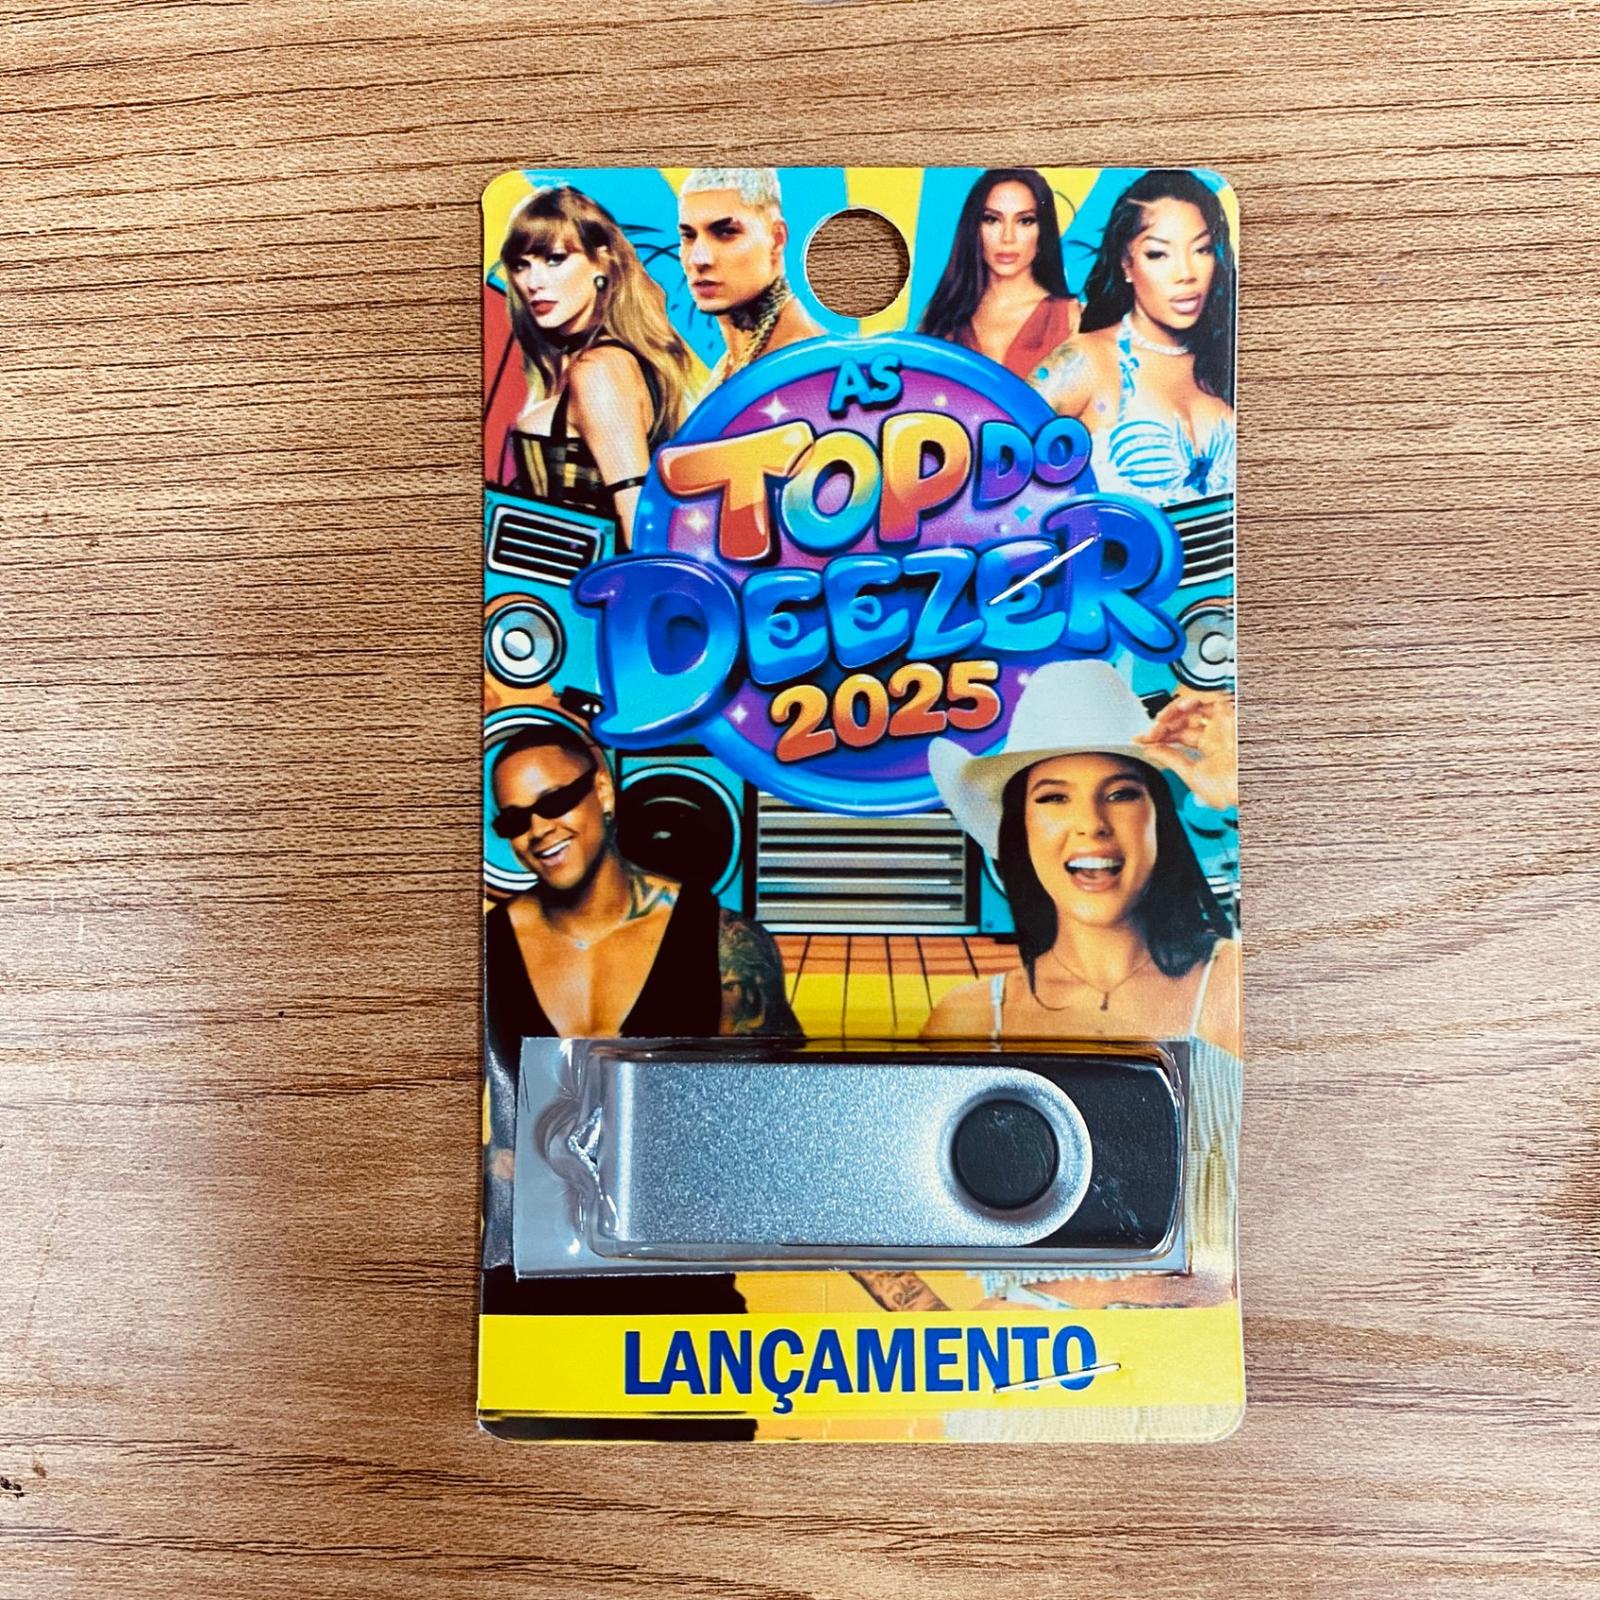 AS
TOP DO
DEEZER
2025
LANÇAMENTO